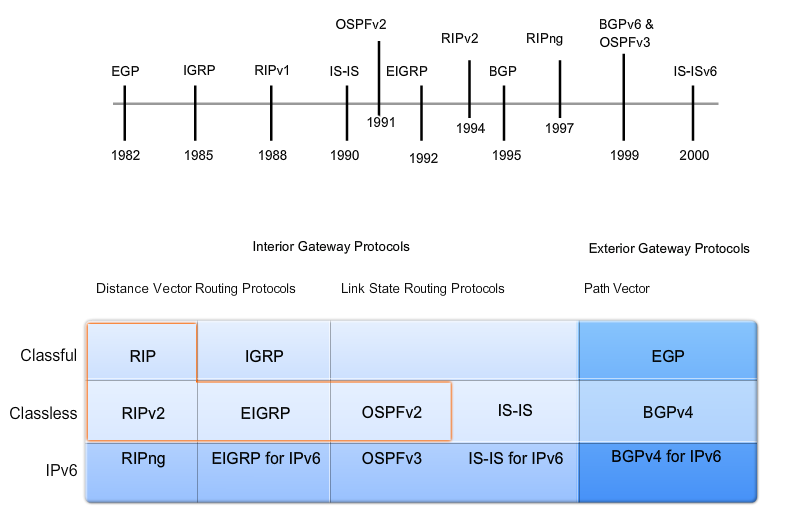 OSPFv2 RIPv2 RIPng BGPv6 &
OSPFv3
EGP IGRP RIPv1 IS-IS EIGRP BGP IS-ISv6
1991 1994 1997
1982 1985 1988 1990 1992 1995 1999 2000
Interior Gateway Protocols Exterior Gateway Protocols
Distance Vector Routing Protocols Link State Routing Protocols Path Vector
Classful RIP IGRP EGP
Classless RIPv2 EIGRP OSPFv2 IS-IS BGPv4
IPv6 RIPng EIGRP for IPv6 OSPFv3 IS-IS for IPv6 BGPv4 for IPv6